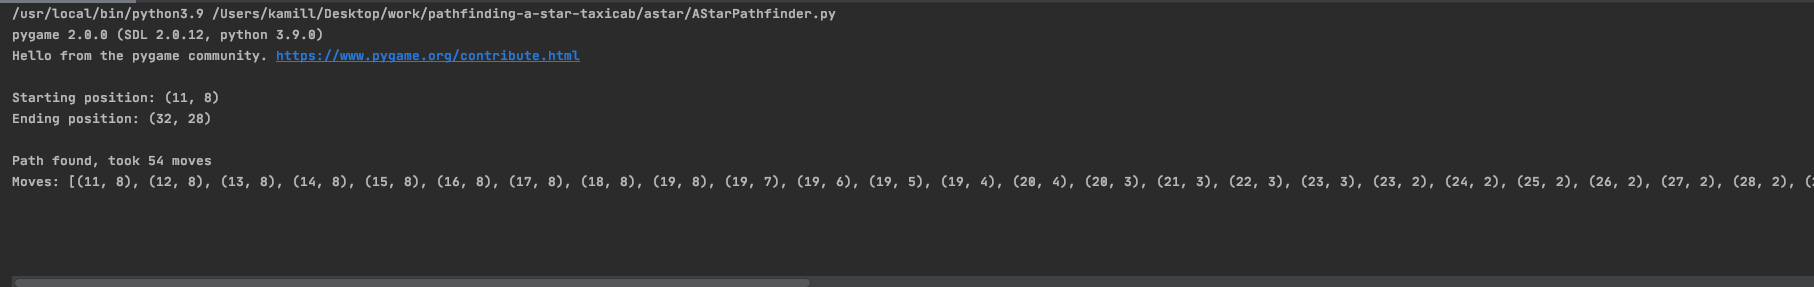 /usr/local/bin/python3.9 /Users/kamill/Desktop/work/pathfinding-a-star-taxicab/astar/AStarPathfinder.py
pygame 2.0.0 (SDL 2.0.12, python 3.9.0)
Hello from the pygame community. https://www.pygame.org/contribute.html
Starting position: (11, 8)
Ending position: (32, 28)
Path found, took 54 moves
Moves: [(11, 8), (12, 8), (13, 8), (14, 8), (15, 8), (16, 8), (17, 8), (18, 8), (19, 8), (19, 7), (19, 6), (19, 5), (19, 4), (20, 4), (20, 3), (21, 3), (22, 3), (23, 3), (23, 2), (24, 2), (25, 2), (26, 2), (27, 2), (28, 2),